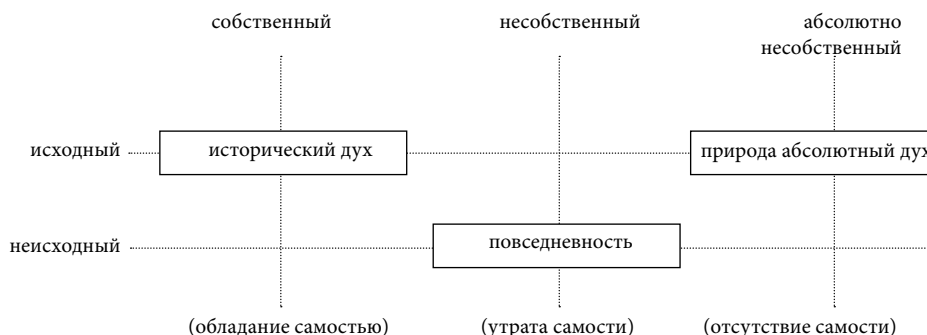 собственный
несобственный
абсолютно
несобственный
исходный
исторический дух
природа абсолютный дух
неисходный
повседневность
(обладание самостью)
(утрата самости)
(отсутствие самости)